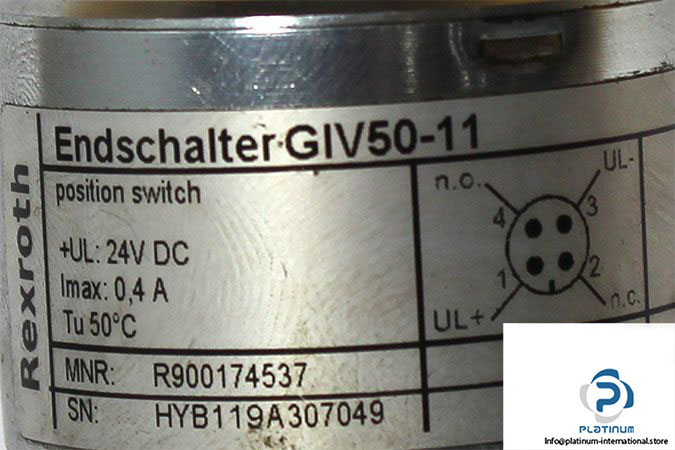 Rexroth
Endschalter GIV50-11
position switch
+UL: 24V DC
Imax: 0,4 A
Tu 50°C
MNR: R900174537
SN: HYB119A307049
n.o. UL-
4 3
1 2
UL+ n.c.
PLATINUM
Info@platinum-international.store